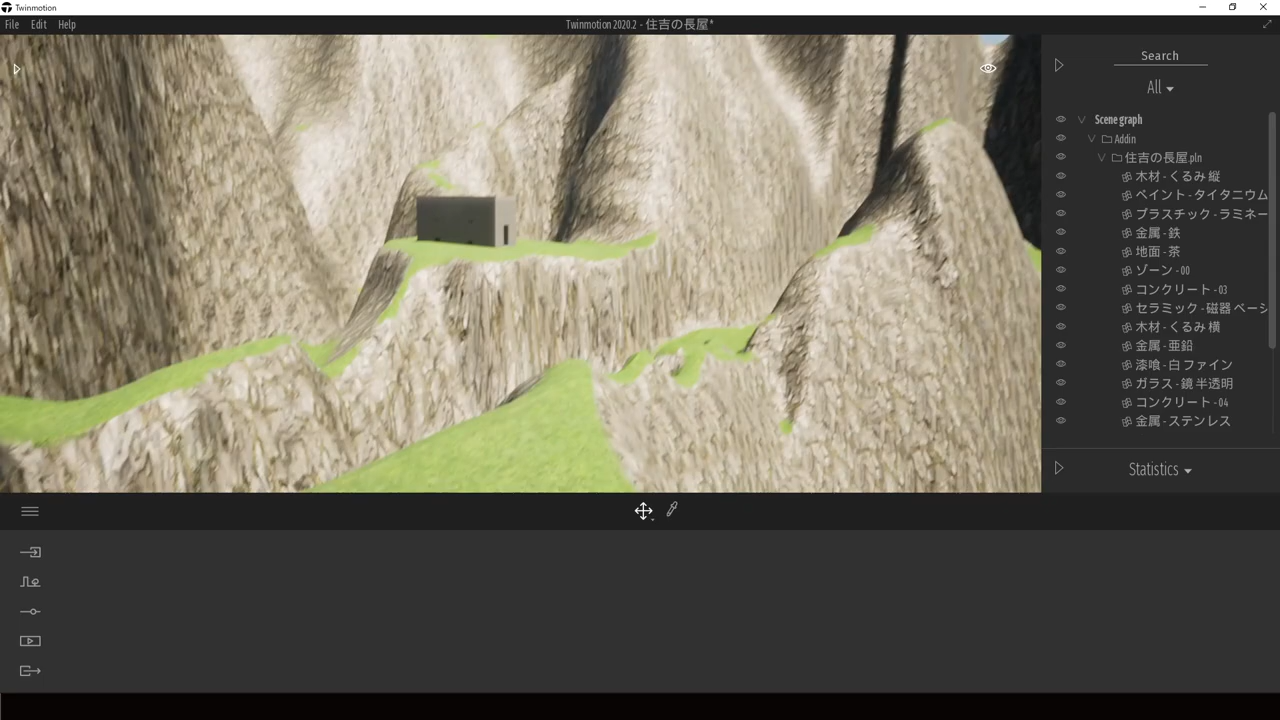 Twinmotion
File Edit Help
Twinmotion 2020.2 - 住吉の長屋*
Search
All
Scene graph
Addin
住吉の長屋.pln
木材 - くるみ 縦
ペイント - タイタニウム
プラスチック - ラミネー
金属 - 鉄
地面 - 茶
ゾーン - 00
コンクリート - 03
セラミック - 磁器 ベーシ
木材 - くるみ 横
金属 - 亜鉛
漆喰 - 白 ファイン
ガラス - 鏡 半透明
コンクリート - 04
金属 - ステンレス
Statistics